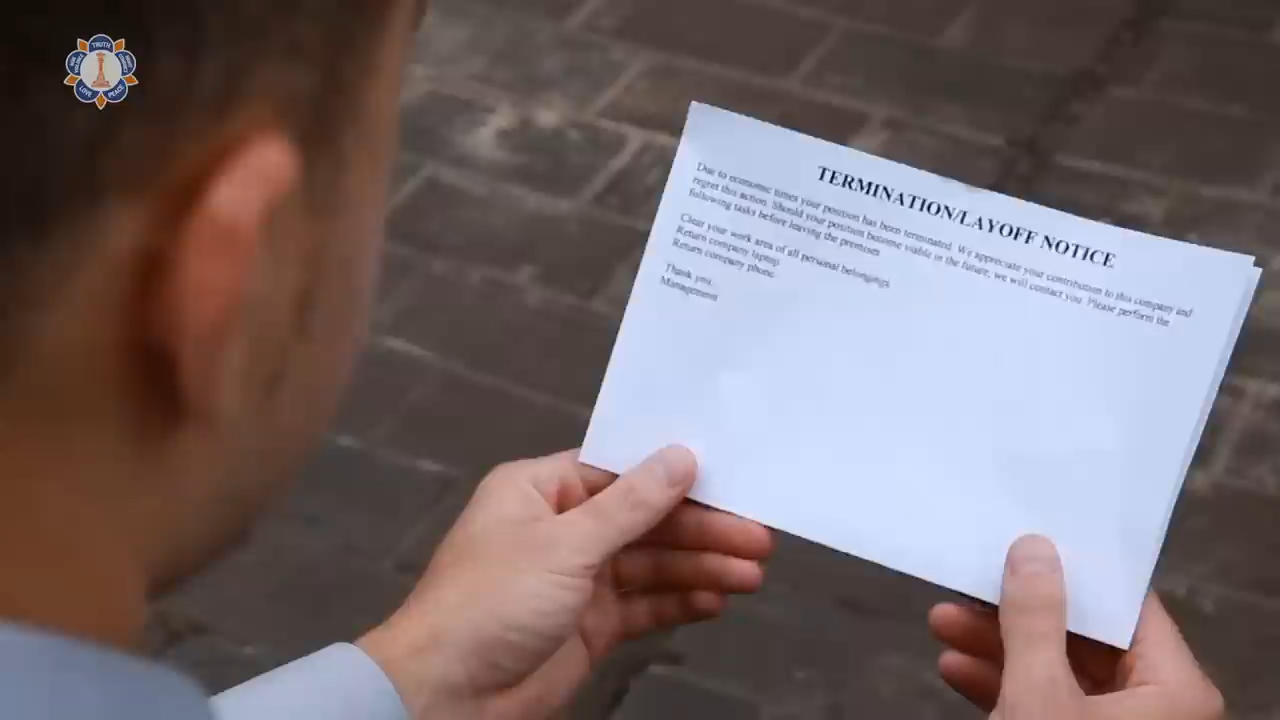 TRUTH
LOVE
PEACE
TERMINATION/LAYOFF NOTICE
Due to economic times your position has been terminated. We appreciate your contribution to this company and
regret this action. Should your position become viable in the future, we will contact you. Please perform the
following tasks before leaving the premises
Clear your work area of all personal belongings
Return company laptop
Return company phone
Thank you,
Management